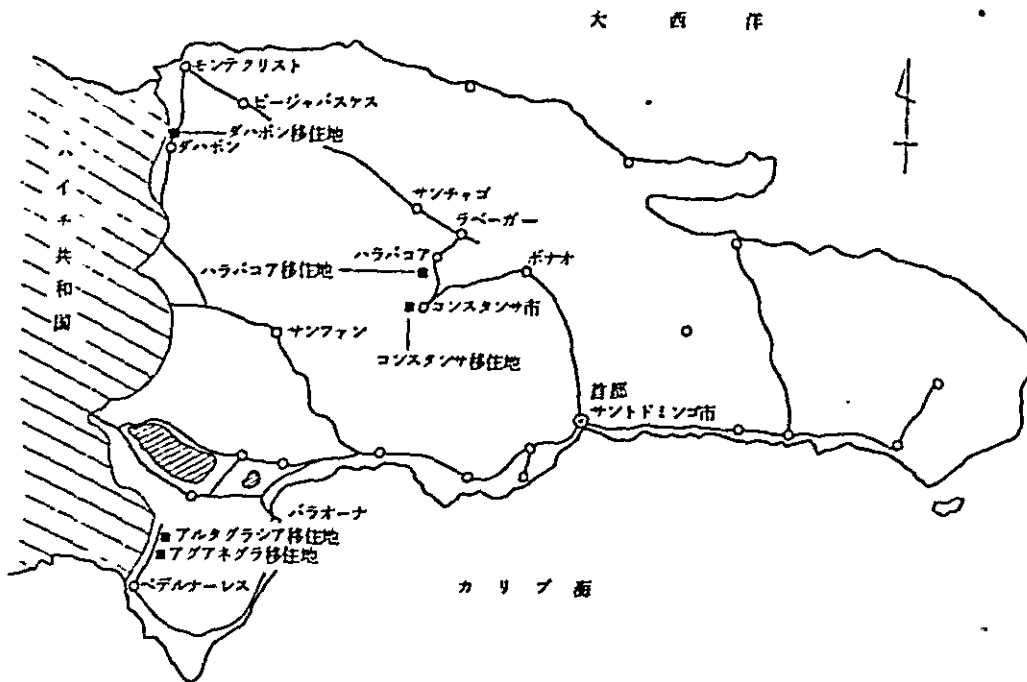 大西洋
モンテクリスト
ビージャバスケス
ダハボン移住地
ダハボン
ハイチ共和国
サンチャゴ
ラベーガー
ハラバコア
ハラバコア移住地
ボナオ
コンスタンサ市
サンファン
コンスタンサ移住地
首都
サントドミンゴ市
バラオーナ
アルタグラシア移住地
アグアネグラ移住地
ペデルナーレス
カリブ海